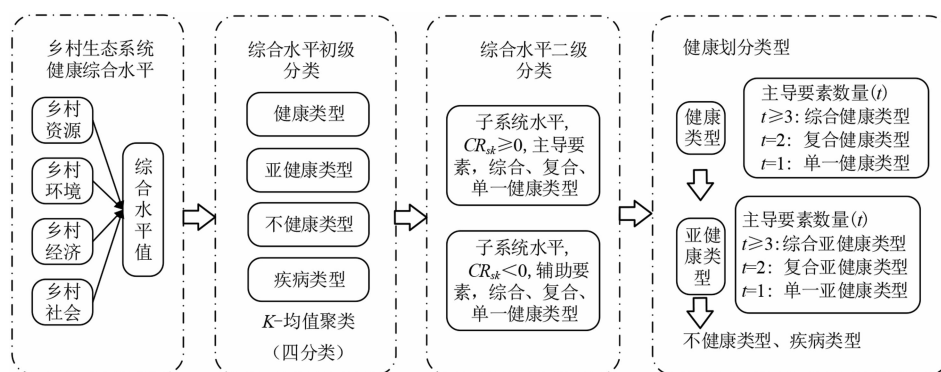 乡村生态系统
健康综合水平
乡村
资源
乡村
环境
乡村
经济
乡村
社会
综
合
水
平
值
综合水平初级
分类
健康类型
亚健康类型
不健康类型
疾病类型
K-均值聚类
（四分类）
综合水平二级
分类
子系统水平,
CRsk≥0,主导要
素，综合、复合、
单一健康类型
子系统水平,
CRsk<0,辅助要
素，综合、复合、
单一健康类型
健康划分类型
健康
类型
主导要素数量(t)
t≥3: 综合健康类型
t=2: 复合健康类型
t=1: 单一健康类型
亚健
康类
型
主导要素数量(t)
t≥3:综合亚健康类型
t=2: 复合亚健康类型
t=1: 单一亚健康类型
不健康类型、疾病类型